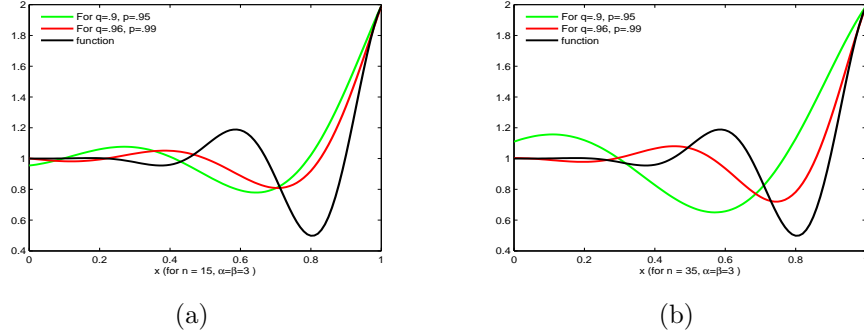 2
1.8
1.6
1.4
1.2
1
0.8
0.6
0.4
0 0.2 0.4 0.6 0.8 1
For q=.9, p=.95
For q=.96, p=.99
function
x (for n = 15, α=β=3 )
(a)
2
1.8
1.6
1.4
1.2
1
0.8
0.6
0.4
0 0.2 0.4 0.6 0.8 1
For q=.9, p=.95
For q=.96, p=.99
function
x (for n = 35, α=β=3 )
(b)